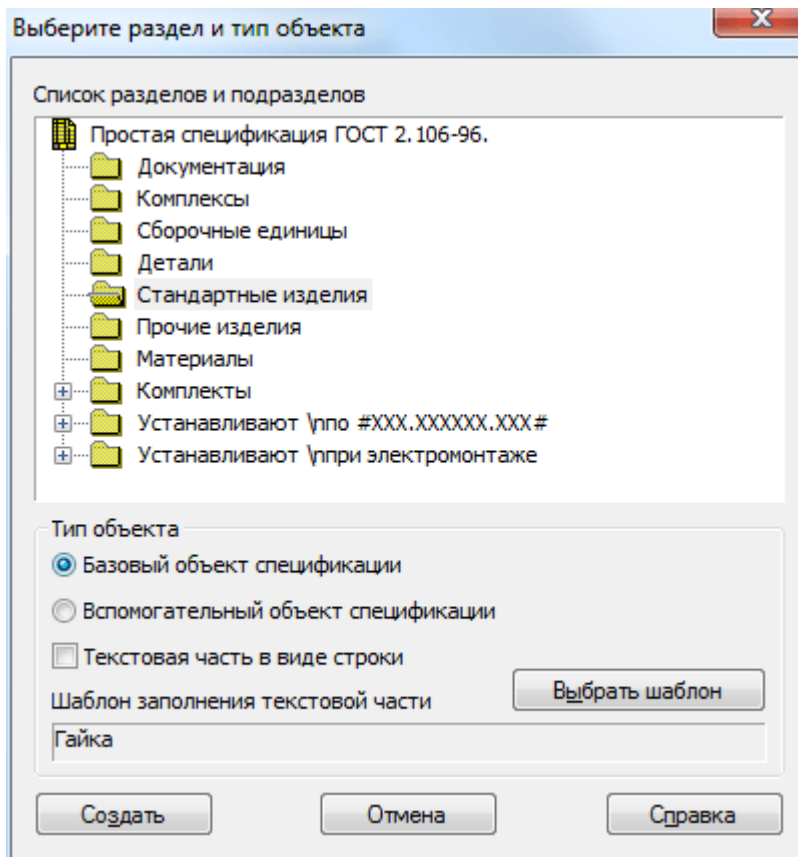 Выберите раздел и тип объекта
Список разделов и подразделов
Простая спецификация ГОСТ 2.106-96.
Документация
Комплексы
Сборочные единицы
Детали
Стандартные изделия
Прочие изделия
Материалы
Комплекты
Устанавливают \nпо #XXX.XXXXXX.XXX#
Устанавливают \nпри электромонтаже
Тип объекта
Базовый объект спецификации
Вспомогательный объект спецификации
Текстовая часть в виде строки
Шаблон заполнения текстовой части
Выбрать шаблон
Гайка
Создать Отмена Справка